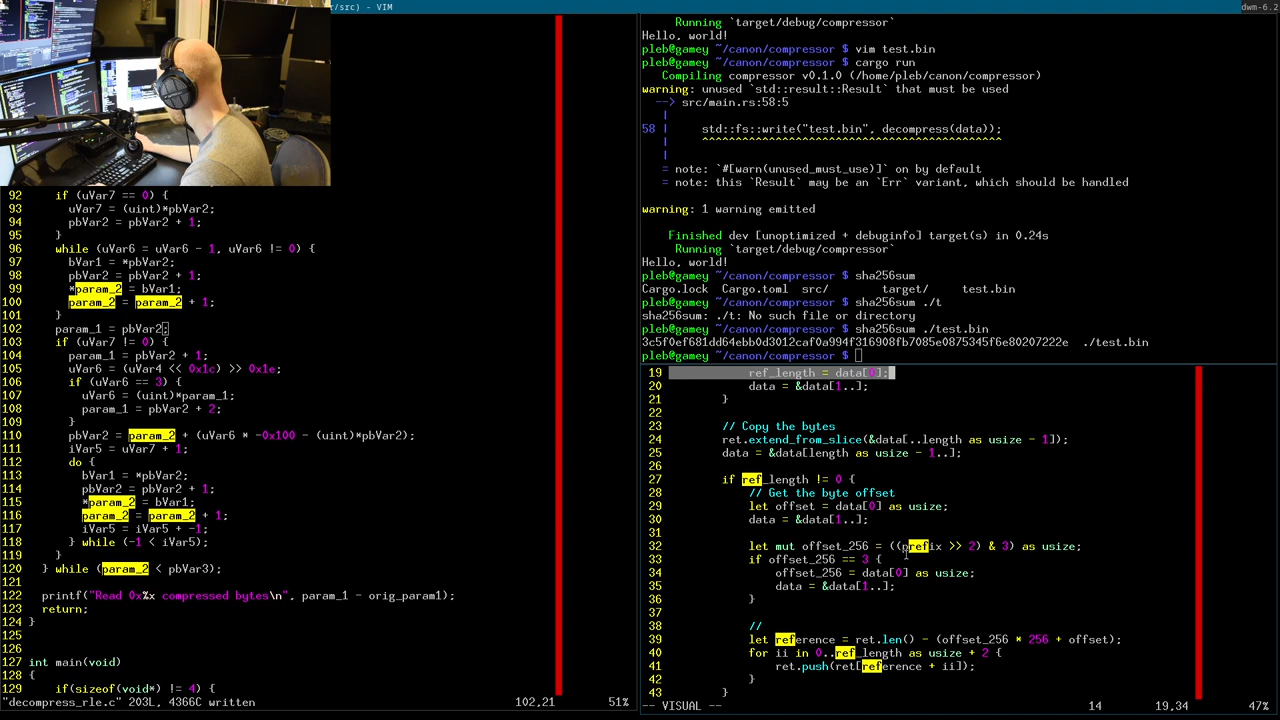 r/src) - VIM
dwm-6.2
92     if (uVar7 == 0) {
93       uVar7 = (uint)*pbVar2;
94       pbVar2 = pbVar2 + 1;
95     }
96     while (uVar6 = uVar6 - 1, uVar6 != 0) {
97       bVar1 = *pbVar2;
98       pbVar2 = pbVar2 + 1;
99       *param_2 = bVar1;
100       param_2 = param_2 + 1;
101     }
102     param_1 = pbVar2;
103     if (uVar7 != 0) {
104       param_1 = pbVar2 + 1;
105       uVar6 = (uVar4 << 0x1c) >> 0x1e;
106       if (uVar6 == 3) {
107         uVar6 = (uint)*param_1;
108         param_1 = pbVar2 + 2;
109       }
110       pbVar2 = param_2 + (uVar6 * -0x100 - (uint)*pbVar2);
111       iVar5 = uVar7 + 1;
112       do {
113         bVar1 = *pbVar2;
114         pbVar2 = pbVar2 + 1;
115         *param_2 = bVar1;
116         param_2 = param_2 + 1;
117         iVar5 = iVar5 + -1;
118       } while (-1 < iVar5);
119     }
120   } while (param_2 < pbVar3);
121
122   printf("Read 0x%x compressed bytes\n", param_1 - orig_param1);
123   return;
124 }
125
126
127 int main(void)
128 {
129     if(sizeof(void*) != 4) {
"decompress_rle.c" 203L, 4366C written 102,21 51%
Running `target/debug/compressor`
Hello, world!
pleb@gamey ~/canon/compressor $ vim test.bin
pleb@gamey ~/canon/compressor $ cargo run
Compiling compressor v0.1.0 (/home/pleb/canon/compressor)
warning: unused `std::result::Result` that must be used
--> src/main.rs:58:5
|
58 |     std::fs::write("test.bin", decompress(data));
|     ^^^^^^^^^^^^^^^^^^^^^^^^^^^^^^^^^^^^^^^^^^^^^
|
= note: `#[warn(unused_must_use)]` on by default
= note: this `Result` may be an `Err` variant, which should be handled
warning: 1 warning emitted
Finished dev [unoptimized + debuginfo] target(s) in 0.24s
Running `target/debug/compressor`
Hello, world!
pleb@gamey ~/canon/compressor $ sha256sum
Cargo.lock  Cargo.toml  src/        target/     test.bin
pleb@gamey ~/canon/compressor $ sha256sum ./t
sha256sum: ./t: No such file or directory
pleb@gamey ~/canon/compressor $ sha256sum ./test.bin
3c5f0ef681dd64ebb0d3012caf0a994f316908fb7085e0875345f6e80207222e  ./test.bin
pleb@gamey ~/canon/compressor $
19             ref_length = data[0];
20             data = &data[1..];
21         }
22
23         // Copy the bytes
24         ret.extend_from_slice(&data[..length as usize - 1]);
25         data = &data[length as usize - 1..];
26
27         if ref_length != 0 {
28             // Get the byte offset
29             let offset = data[0] as usize;
30             data = &data[1..];
31
32             let mut offset_256 = ((prefix >> 2) & 3) as usize;
33             if offset_256 == 3 {
34                 offset_256 = data[0] as usize;
35                 data = &data[1..];
36             }
37
38             //
39             let reference = ret.len() - (offset_256 * 256 + offset);
40             for ii in 0..ref_length as usize + 2 {
41                 ret.push(ret[reference + ii]);
42             }
43         }
-- VISUAL -- 14 19,34 47%